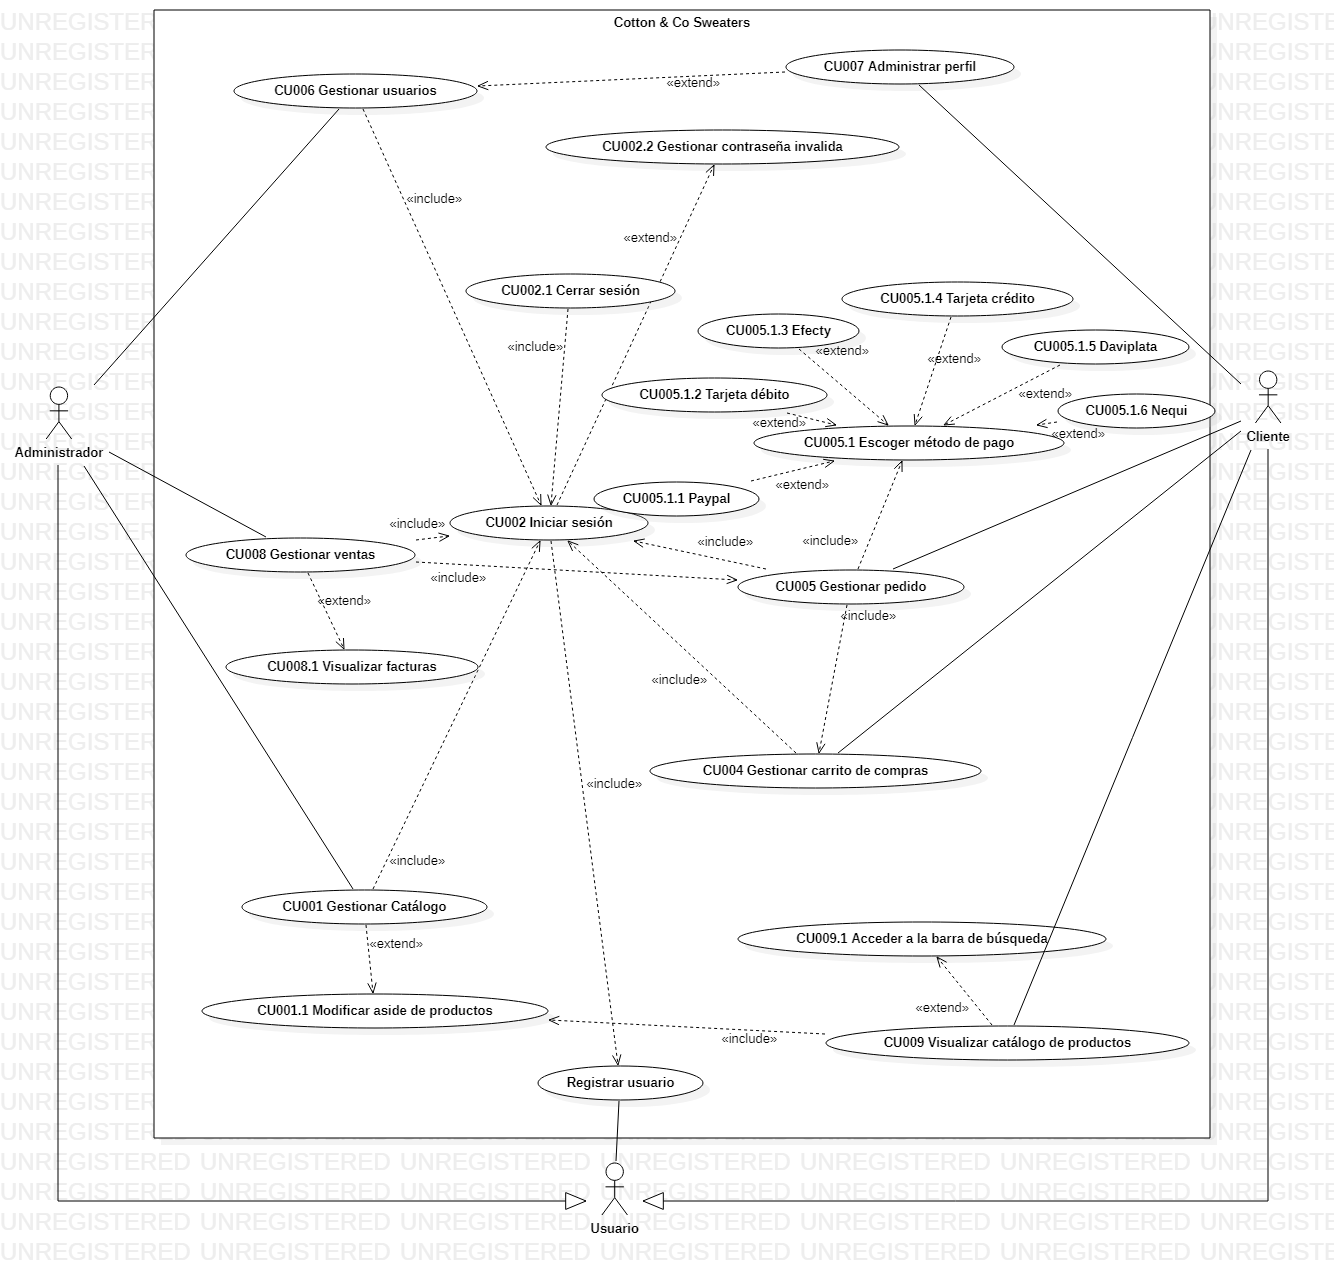 Cotton & Co Sweaters
CU007 Administrar perfil
«extend»
CU006 Gestionar usuarios
CU002.2 Gestionar contraseña invalida
«include»
«extend»
CU002.1 Cerrar sesión
CU005.1.4 Tarjeta crédito
CU005.1.3 Efecty
«include»
«extend»
CU005.1.5 Daviplata
«extend»
CU005.1.2 Tarjeta débito
«extend»
CU005.1.6 Nequi
«extend»
«extend»
CU005.1 Escoger método de pago
Administrador
Cliente
«extend»
CU005.1.1 Paypal
«include»
CU002 Iniciar sesión
«include»
«include»
CU008 Gestionar ventas
«include»
CU005 Gestionar pedido
«extend»
«include»
CU008.1 Visualizar facturas
«include»
CU004 Gestionar carrito de compras
«include»
«include»
CU001 Gestionar Catálogo
«extend»
CU009.1 Acceder a la barra de búsqueda
«extend»
CU001.1 Modificar aside de productos
«include»
CU009 Visualizar catálogo de productos
Registrar usuario
UNREGISTERED UNREGISTERED UNREGISTERED UNREGISTERED UNREGISTERED UNREGISTERED
Usuario